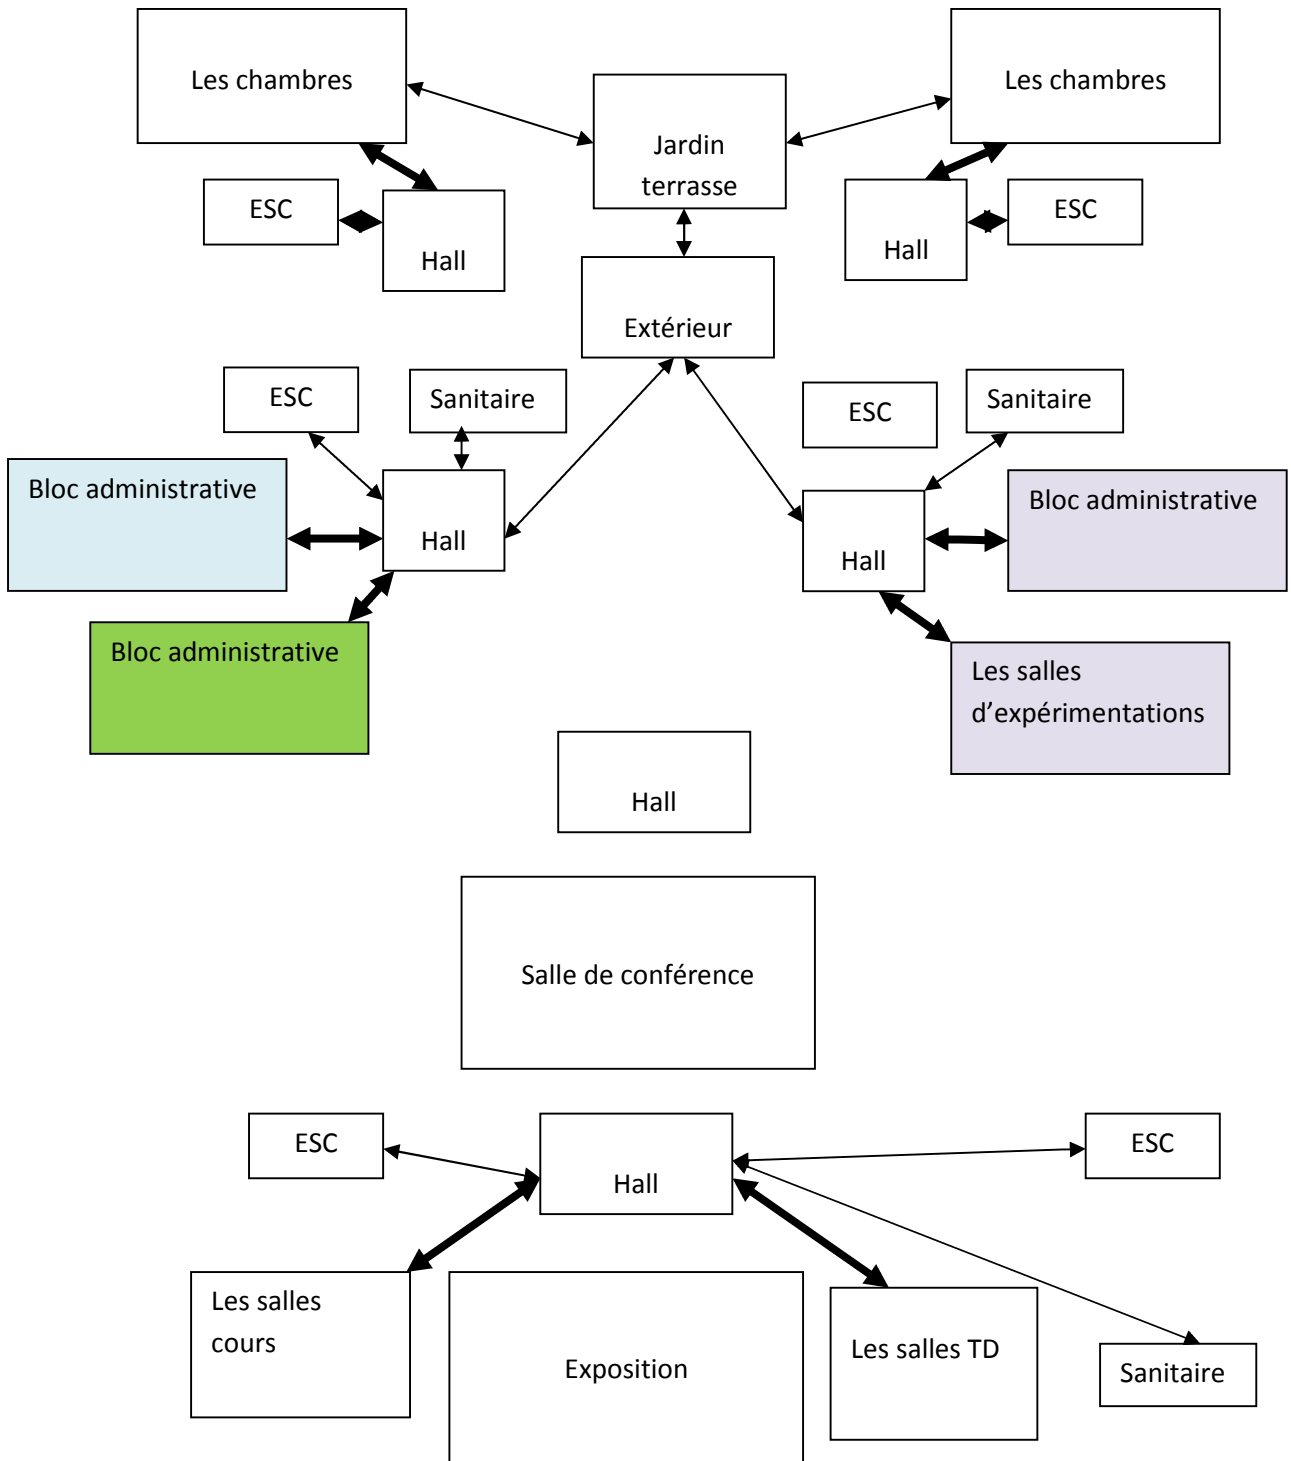 Les chambres
Les chambres
Jardin
terrasse
ESC
Hall
Hall
ESC
Extérieur
ESC
Sanitaire
ESC
Sanitaire
Bloc administrative
Hall
Hall
Bloc administrative
Bloc administrative
Les salles
d’expérimentations
Hall
Salle de conférence
ESC
Hall
ESC
Les salles
cours
Exposition
Les salles TD
Sanitaire